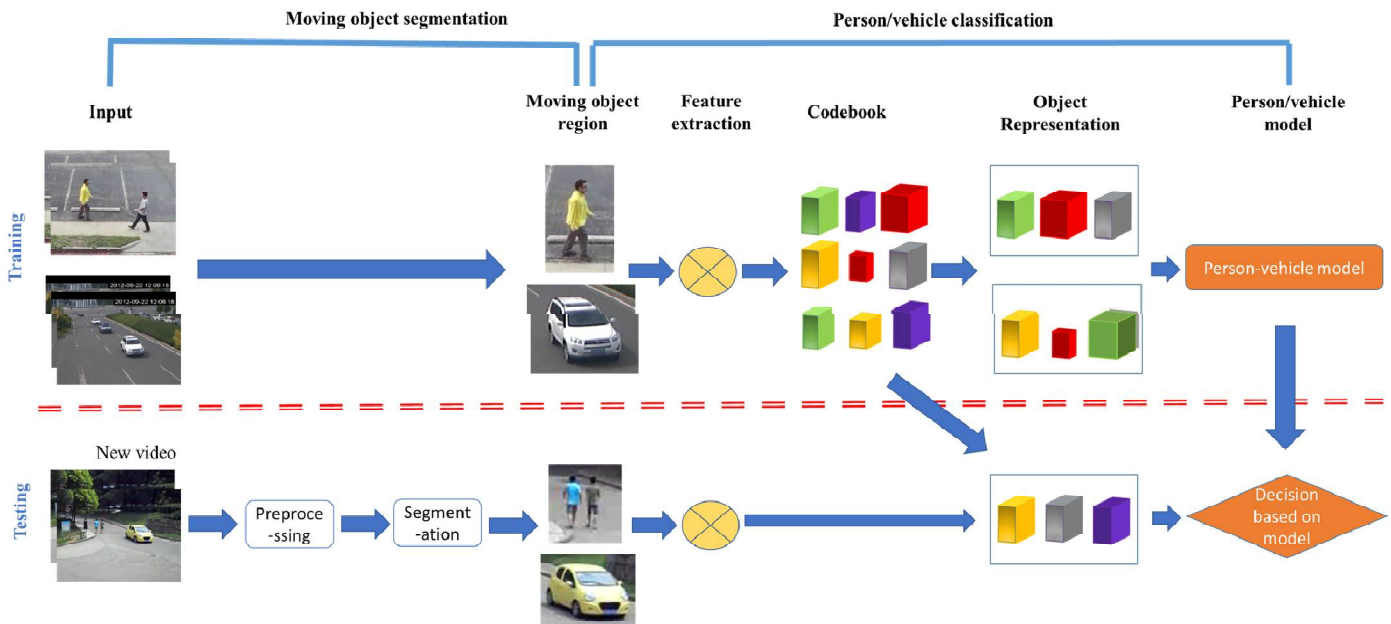 Moving object segmentation
Person/vehicle classification
Input
Moving object
region
Feature
extraction
Codebook
Object
Representation
Person/vehicle
model
Training
2012-09-22 12:06:18
2012-09-22 12:06:18
Person-vehicle model
Testing
New video
Preproce
-ssing
Segment
-ation
Decision
based on
model